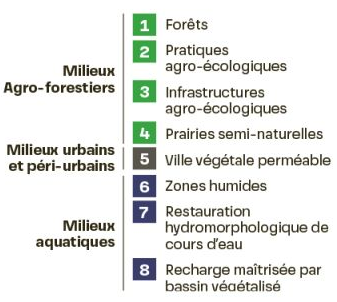 Milieux
Agro-forestiers
1 Forêts
2 Pratiques
agro-écologiques
3 Infrastructures
agro-écologiques
4 Prairies semi-naturelles
Milieux urbains
et péri-urbains
5 Ville végétale perméable
Milieux
aquatiques
6 Zones humides
7 Restauration
hydromorphologique de
cours d'eau
8 Recharge maîtrisée par
bassin végétalisé